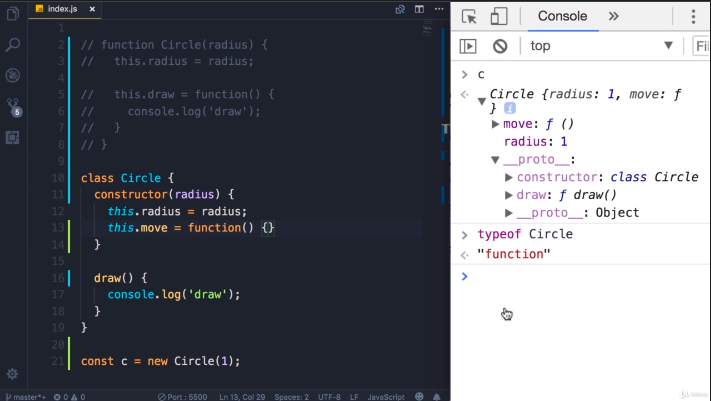 index.js
Console
top
Fil
1
2 // function Circle(radius) {
3 //   this.radius = radius;
4
5 //   this.draw = function() {
6 //     console.log('draw');
7 //   }
8 // }
9
10 class Circle {
11   constructor(radius) {
12     this.radius = radius;
13     this.move = function() {}
14   }
15
16   draw() {
17     console.log('draw');
18   }
19 }
20
21 const c = new Circle(1);
5
c
Circle {radius: 1, move: ƒ
} i
move: ƒ ()
radius: 1
__proto__:
constructor: class Circle
draw: ƒ draw()
__proto__: Object
typeof Circle
"function"
master*+ 0 0 Port : 5500 Ln 13, Col 29 Spaces: 2 UTF-8 LF JavaScript
Udemy